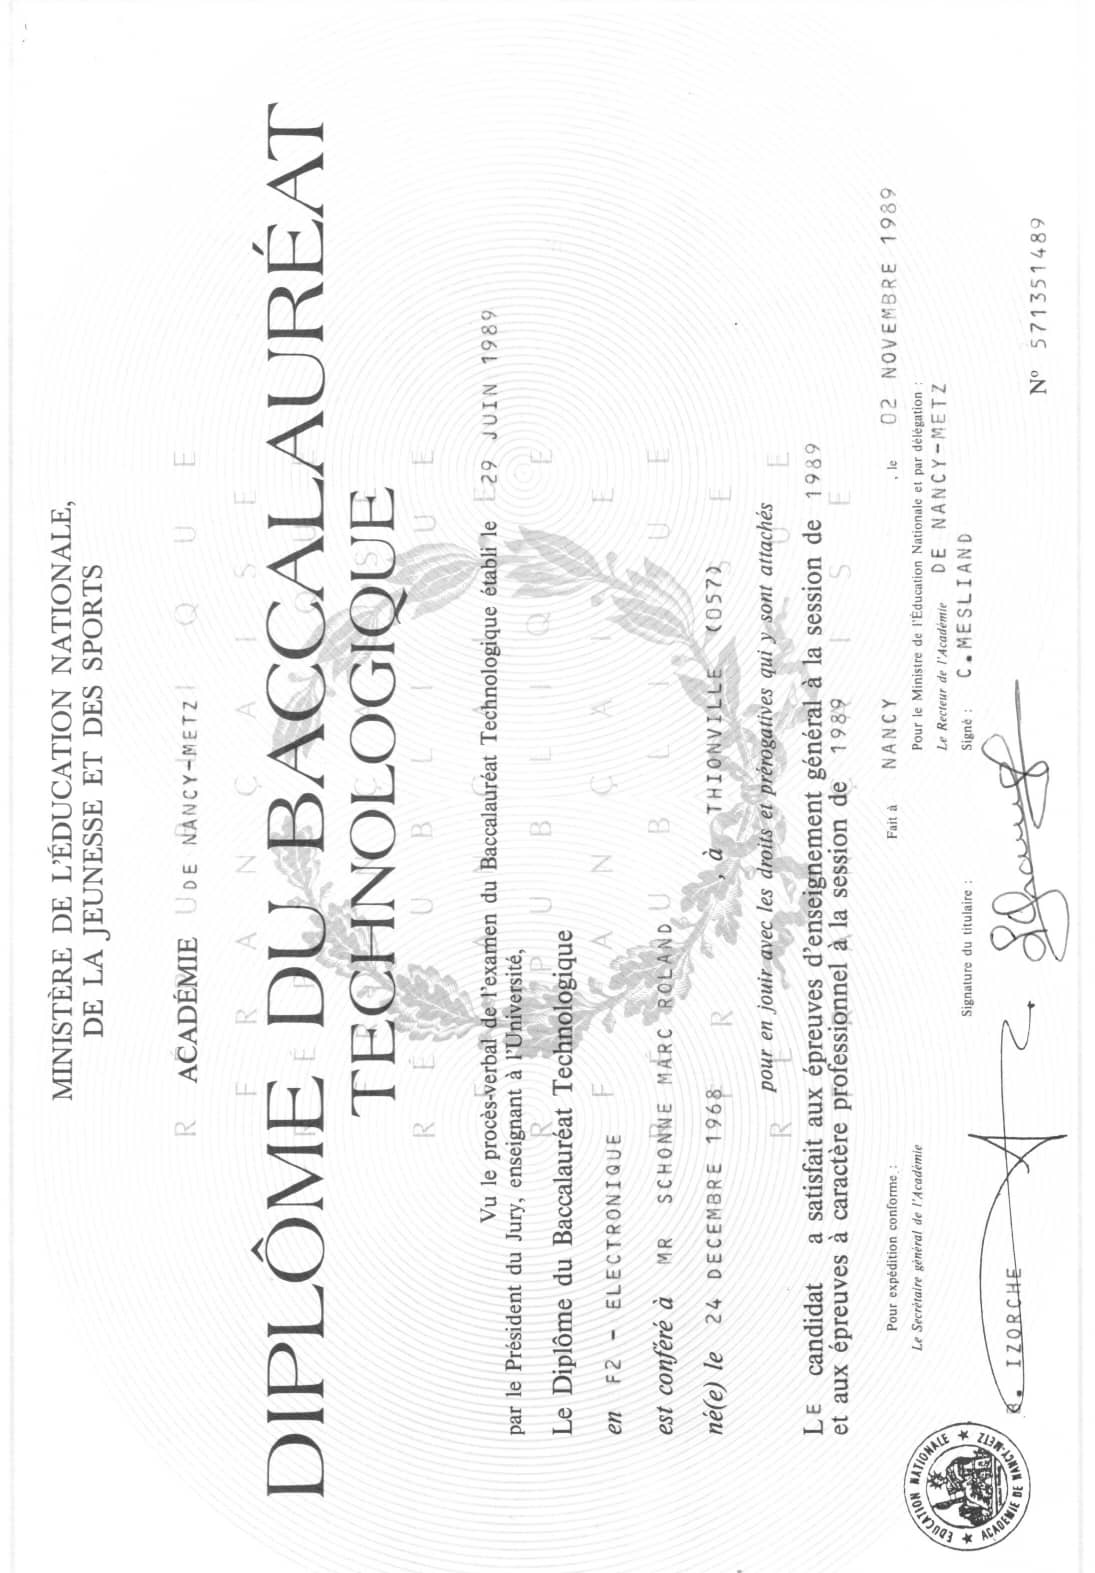 MINISTÈRE DE L'ÉDUCATION NATIONALE,
DE LA JEUNESSE ET DES SPORTS
ACADÉMIE DE NANCY-METZ
DIPLÔME DU BACCALAURÉAT
TECHNOLOGIQUE
Vu le procès-verbal de l'examen du Baccalauréat Technologique établi le 29 JUIN 1989
par le Président du Jury, enseignant à l'Université,
Le Diplôme du Baccalauréat Technologique
en F2 - ELECTRONIQUE
est conféré à MR SCHONNE MARC ROLAND
né(e) le 24 DECEMBRE 1968 , à THIONVILLE (057)
pour en jouir avec les droits et prérogatives qui y sont attachés
LE candidat a satisfait aux épreuves d'enseignement général à la session de 1989
et aux épreuves à caractère professionnel à la session de 1989
Pour expédition conforme : Fait à NANCY , le 02 NOVEMBRE 1989
Le Secrétaire général de l'Académie Pour le Ministre de l'Éducation Nationale et par délégation :
Le Recteur de l'Académie DE NANCY-METZ
Signature du titulaire : Signé : C.MESLIAND
IZORCHE
N° 571351489
ÉDUCATION NATIONALE
ACADÉMIE DE NANCY-METZ
RÉPUBLIQUE
FRANÇAISE